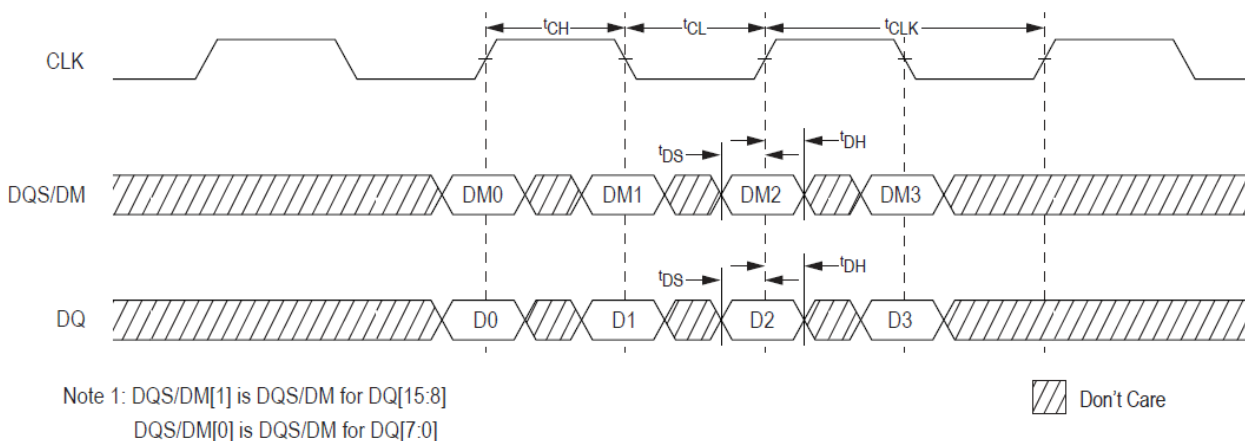 tCH tCL tCLK
CLK
tDS tDH
DQS/DM DM0 DM1 DM2 DM3
tDS tDH
DQ D0 D1 D2 D3
Note 1: DQS/DM[1] is DQS/DM for DQ[15:8]
Don't Care
DQS/DM[0] is DQS/DM for DQ[7:0]